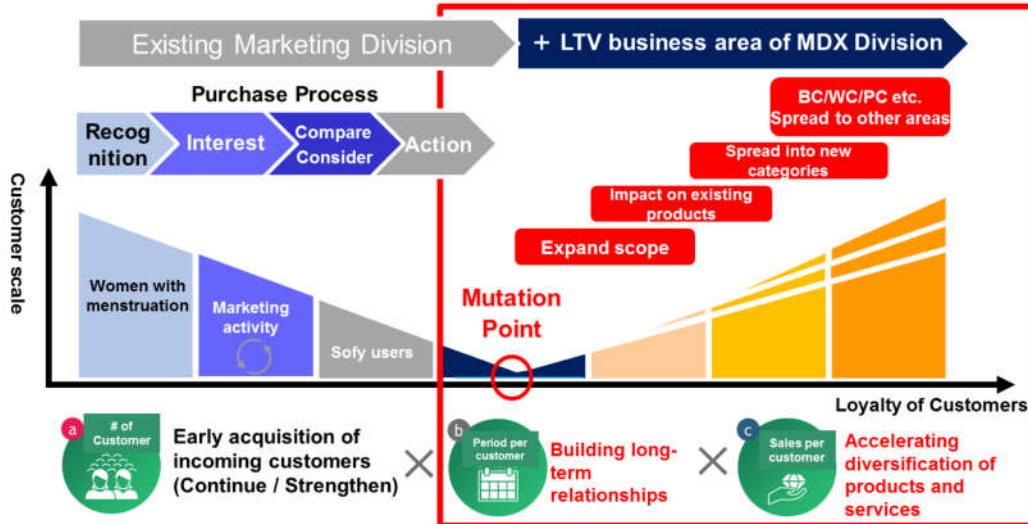 Existing Marketing Division
+ LTV business area of MDX Division
Purchase Process
Recog
nition
Interest
Compare
Consider
Action
BC/WC/PC etc.
Spread to other areas
Spread into new
categories
Impact on existing
products
Expand scope
Customer scale
Women with
menstruation
Marketing
activity
Sofy users
Mutation
Point
Loyalty of Customers
a
# of
Customer
Early acquisition of
incoming customers
(Continue / Strengthen)
×
b
Period per
customer
Building long-
term
relationships
×
c
Sales per
customer
Accelerating
diversification of
products and
services